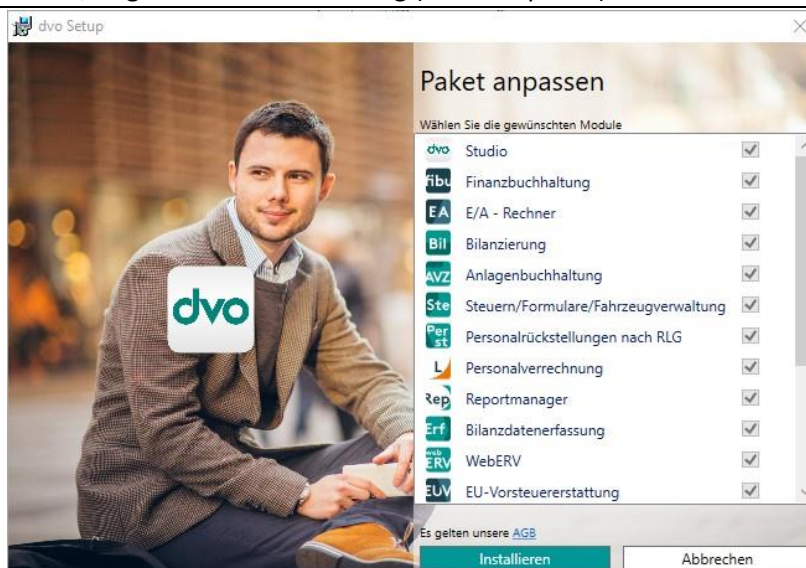 dvo Setup
Paket anpassen
Wählen Sie die gewünschten Module
dvo Studio
fibu Finanzbuchhaltung
EA E/A - Rechner
Bil Bilanzierung
AVZ Anlagenbuchhaltung
Ste Steuern/Formulare/Fahrzeugverwaltung
Per
st Personalrückstellungen nach RLG
L Personalverrechnung
Rep Reportmanager
Erf Bilanzdatenerfassung
web
ERV WebERV
EUV EU-Vorsteuererstattung
dvo
Es gelten unsere AGB
Installieren Abbrechen